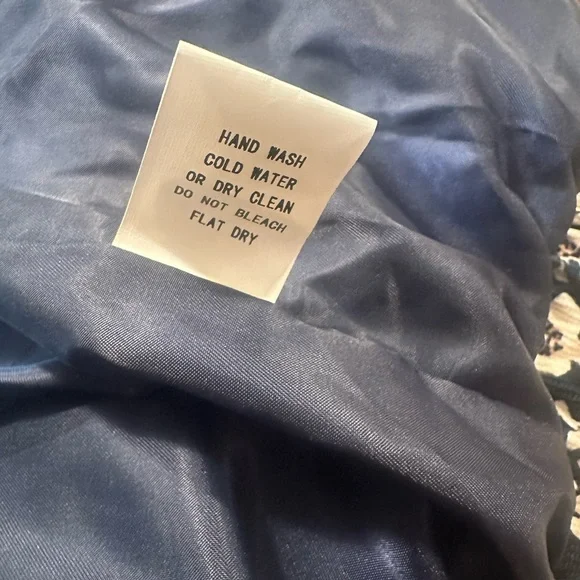 HAND WASH
COLD WATER
OR DRY CLEAN
DO NOT BLEACH
FLAT DRY